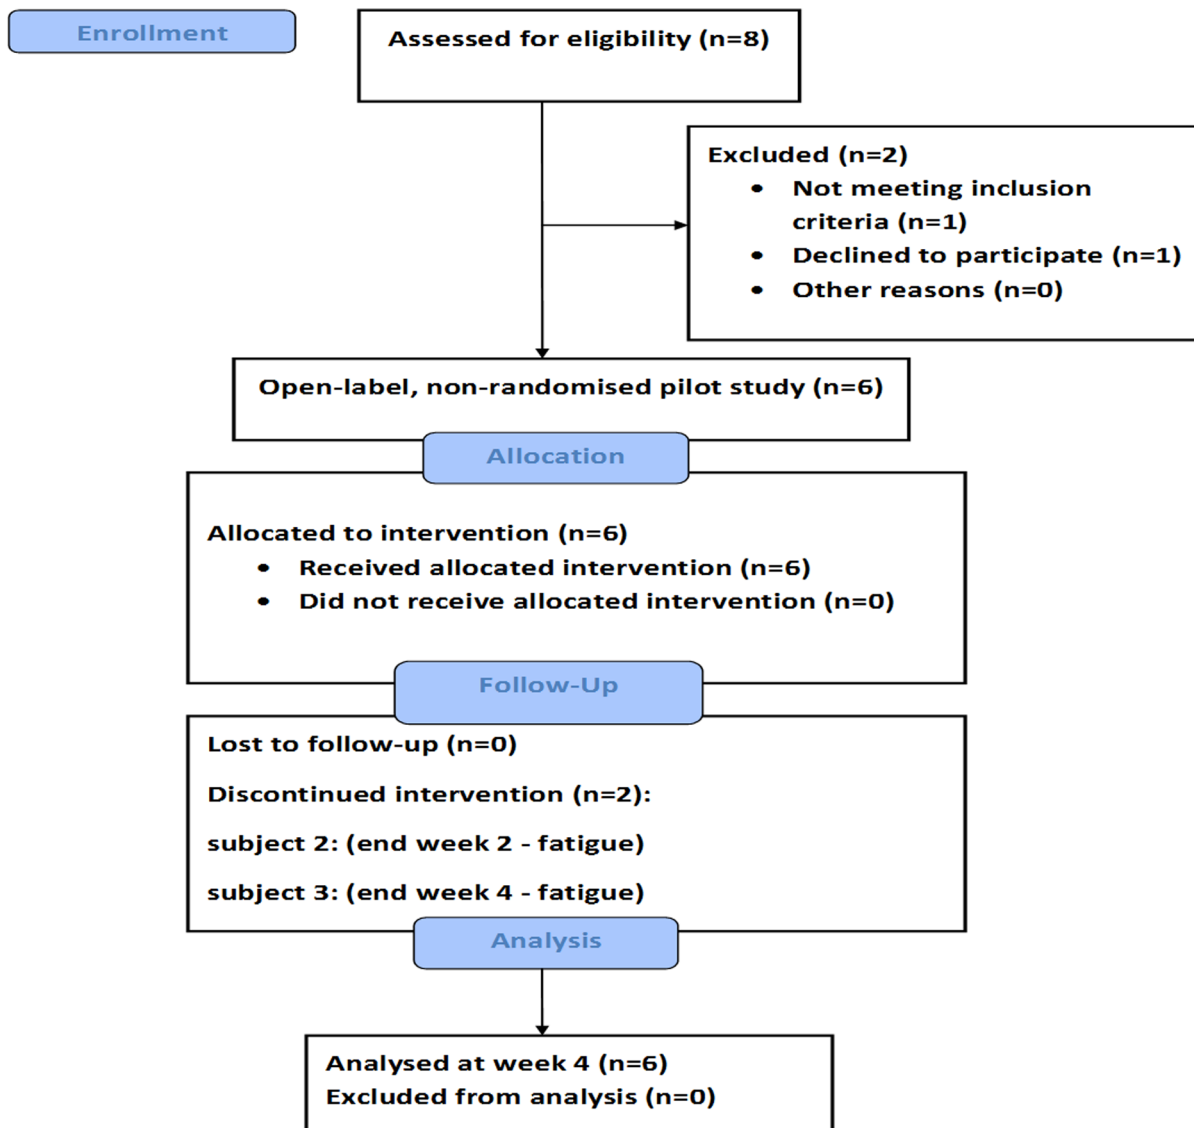 Enrollment
Assessed for eligibility (n=8)
Excluded (n=2)
• Not meeting inclusion
criteria (n=1)
• Declined to participate (n=1)
• Other reasons (n=0)
Open-label, non-randomised pilot study (n=6)
Allocation
Allocated to intervention (n=6)
• Received allocated intervention (n=6)
• Did not receive allocated intervention (n=0)
Follow-Up
Lost to follow-up (n=0)
Discontinued intervention (n=2):
subject 2: (end week 2 - fatigue)
subject 3: (end week 4 - fatigue)
Analysis
Analysed at week 4 (n=6)
Excluded from analysis (n=0)